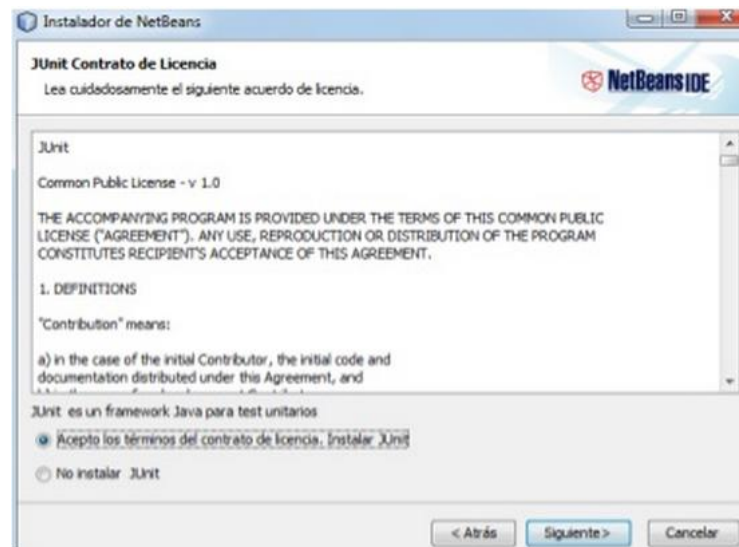 Instalador de NetBeans
JUnit Contrato de Licencia
Lea cuidadosamente el siguiente acuerdo de licencia.
NetBeans IDE
JUnit
Common Public License - v 1.0
THE ACCOMPANYING PROGRAM IS PROVIDED UNDER THE TERMS OF THIS COMMON PUBLIC
LICENSE ("AGREEMENT"). ANY USE, REPRODUCTION OR DISTRIBUTION OF THE PROGRAM
CONSTITUTES RECIPIENT'S ACCEPTANCE OF THIS AGREEMENT.
1. DEFINITIONS
"Contribution" means:
a) in the case of the initial Contributor, the initial code and
documentation distributed under this Agreement, and
JUnit es un framework Java para test unitarios
Acepto los términos del contrato de licencia. Instalar JUnit
No instalar JUnit
< Atrás
Siguiente >
Cancelar